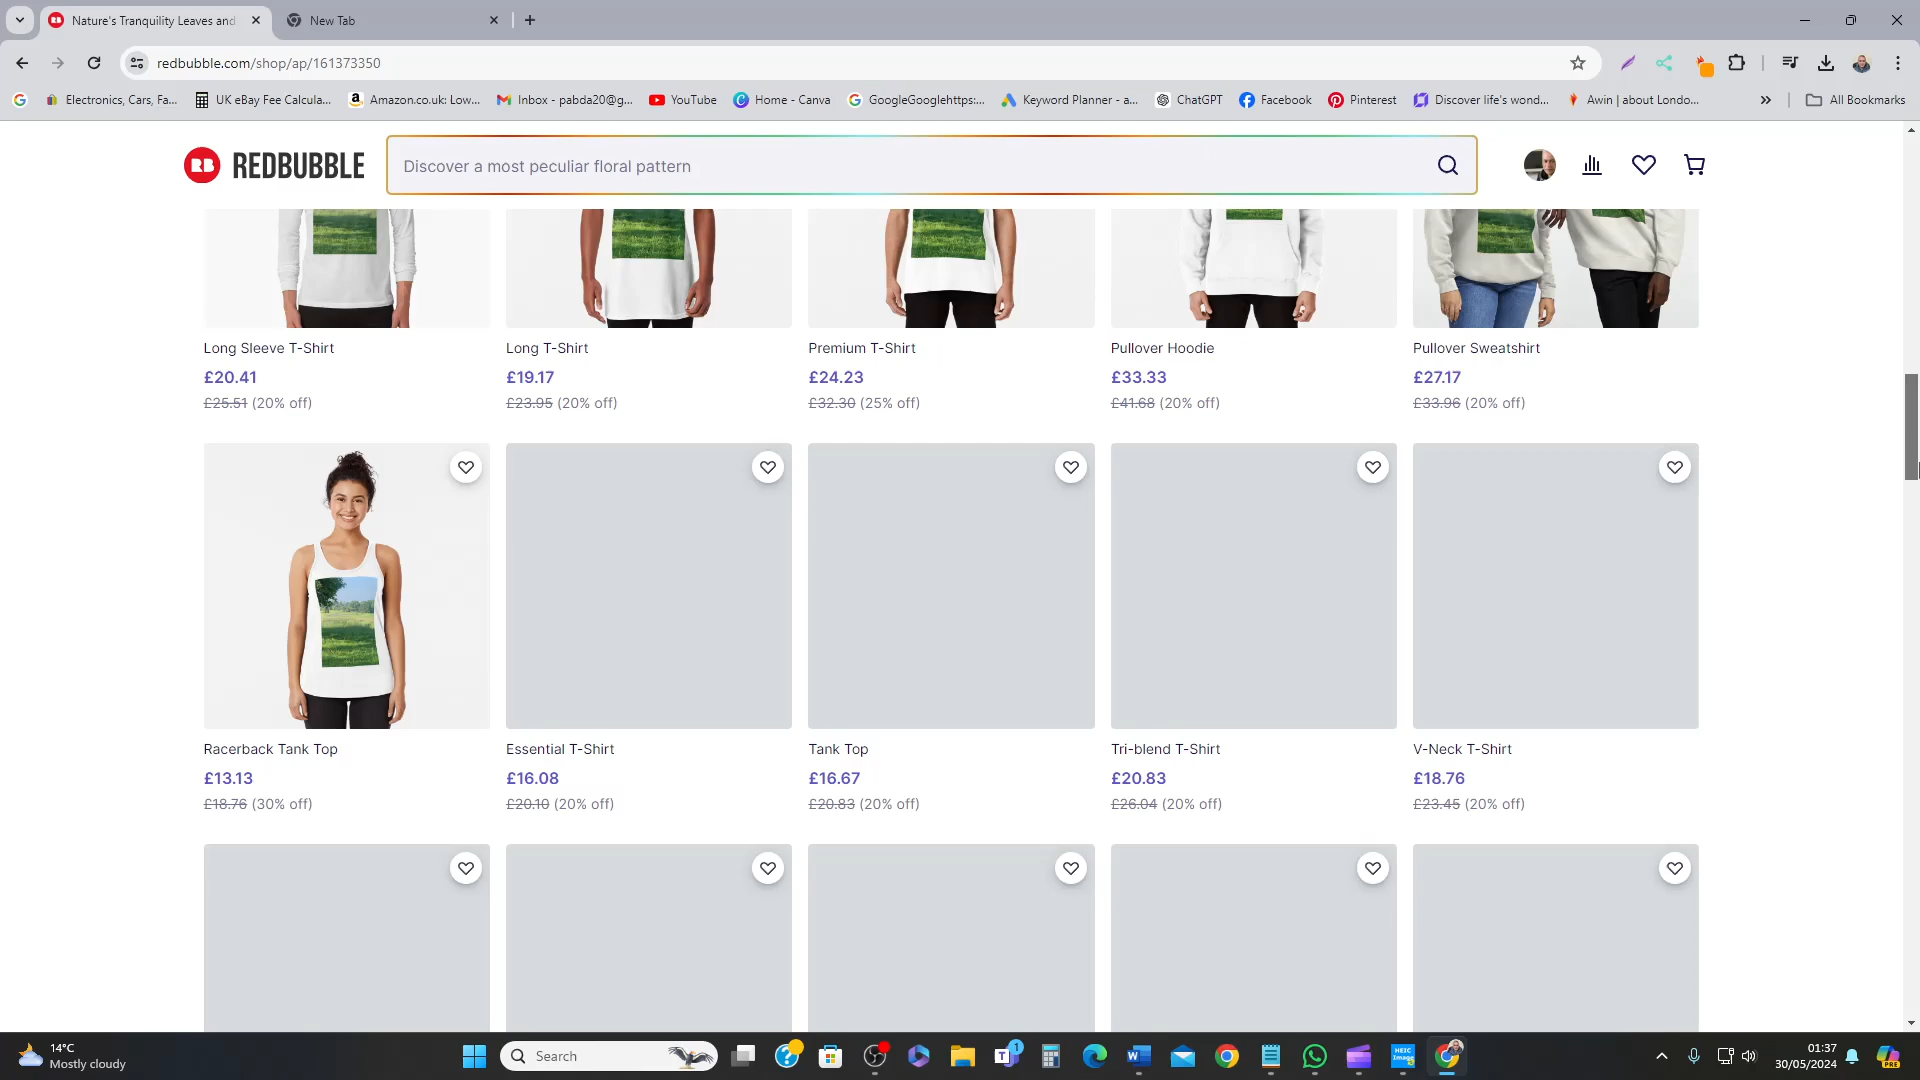 Nature's Tranquility Leaves and
New Tab
redbubble.com/shop/ap/161373350
Electronics, Cars, Fa...
UK eBay Fee Calcula...
Amazon.co.uk: Low...
Inbox - pabda20@g...
YouTube
Home - Canva
GoogleGooglehttps:...
Keyword Planner - a...
ChatGPT
Facebook
Pinterest
Discover life's wond...
Awin | about Londo...
All Bookmarks
RB REDBUBBLE
Discover a most peculiar floral pattern
Long Sleeve T-Shirt
£20.41
£25.51 (20% off)
Long T-Shirt
£19.17
£23.95 (20% off)
Premium T-Shirt
£24.23
£32.30 (25% off)
Pullover Hoodie
£33.33
£41.68 (20% off)
Pullover Sweatshirt
£27.17
£33.96 (20% off)
Racerback Tank Top
£13.13
£18.76 (30% off)
Essential T-Shirt
£16.08
£20.10 (20% off)
Tank Top
£16.67
£20.83 (20% off)
Tri-blend T-Shirt
£20.83
£26.04 (20% off)
V-Neck T-Shirt
£18.76
£23.45 (20% off)
14°C
Mostly cloudy
Search
1
HEIC
01:37
30/05/2024
PRE